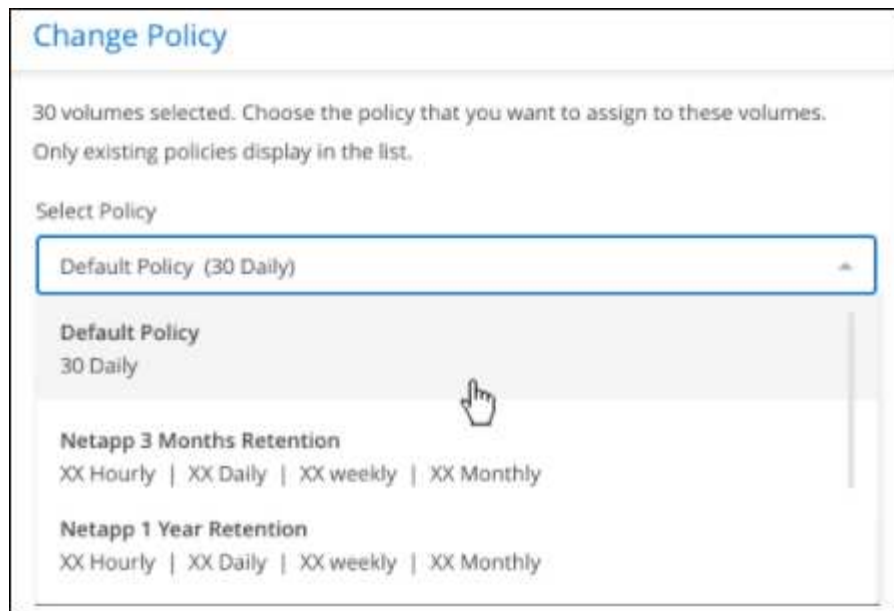 Change Policy
30 volumes selected. Choose the policy that you want to assign to these volumes.
Only existing policies display in the list.
Select Policy
Default Policy (30 Daily)
Default Policy
30 Daily
Netapp 3 Months Retention
XX Hourly | XX Daily | XX weekly | XX Monthly
Netapp 1 Year Retention
XX Hourly | XX Daily | XX weekly | XX Monthly